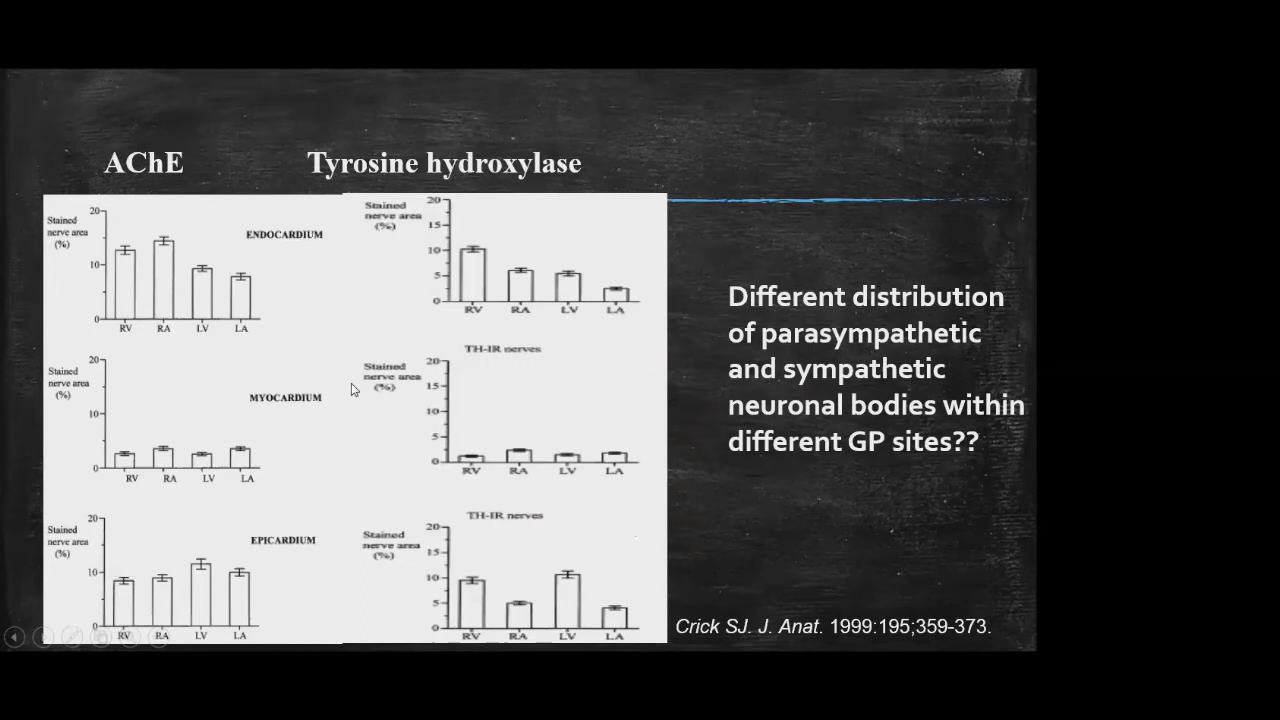 AChE
Tyrosine hydroxylase
Stained
nerve area
(%)
20
10
0
ENDOCARDIUM
RV RA LV LA
Stained
nerve area
(%)
20
15
10
5
0
RV RA LV LA
Stained
nerve area
(%)
20
10
0
MYOCARDIUM
RV RA LV LA
TH-IR nerves
Stained
nerve area
(%)
20
15
10
5
0
RV RA LV LA
Stained
nerve area
(%)
20
10
0
EPICARDIUM
RV RA LV LA
TH-IR nerves
Stained
nerve area
(%)
20
15
10
5
0
RV RA LV LA
Different distribution
of parasympathetic
and sympathetic
neuronal bodies within
different GP sites??
Crick SJ. J. Anat. 1999:195;359-373.